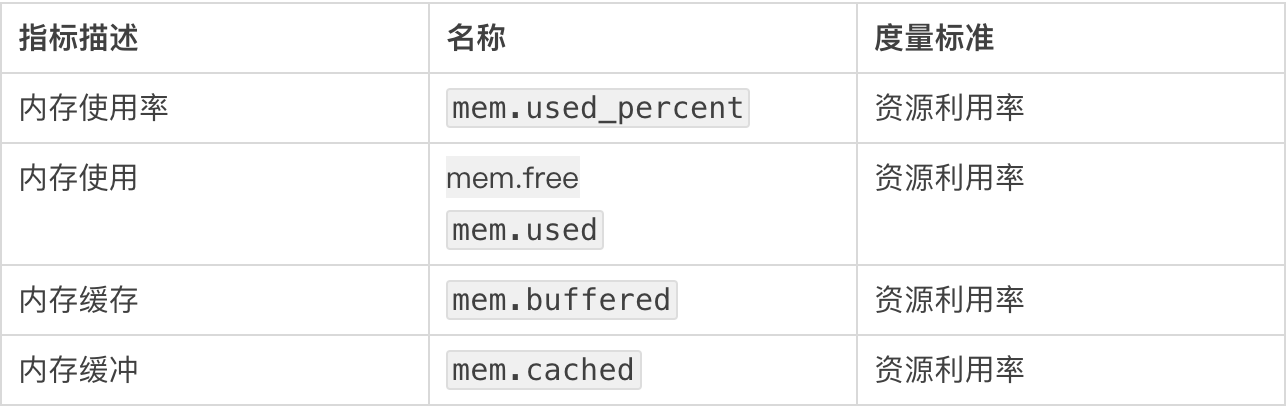 指标描述 名称 度量标准
内存使用率 mem.used_percent 资源利用率
内存使用 mem.free 资源利用率
mem.used
内存缓存 mem.buffered 资源利用率
内存缓冲 mem.cached 资源利用率